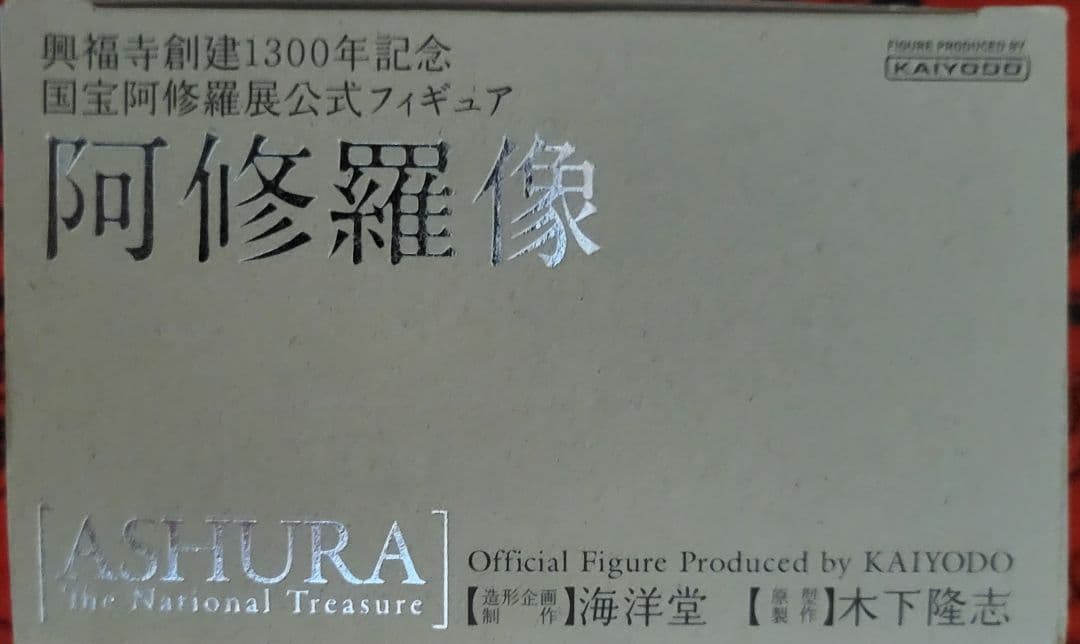 興福寺創建1300年記念
国宝阿修羅展公式フィギュア
FIGURE PRODUCED BY
KAIYODO
阿修羅像
ASHURA
The National Treasure
Official Figure Produced by KAIYODO
【造形企画制作】海洋堂 【原型製作】木下隆志